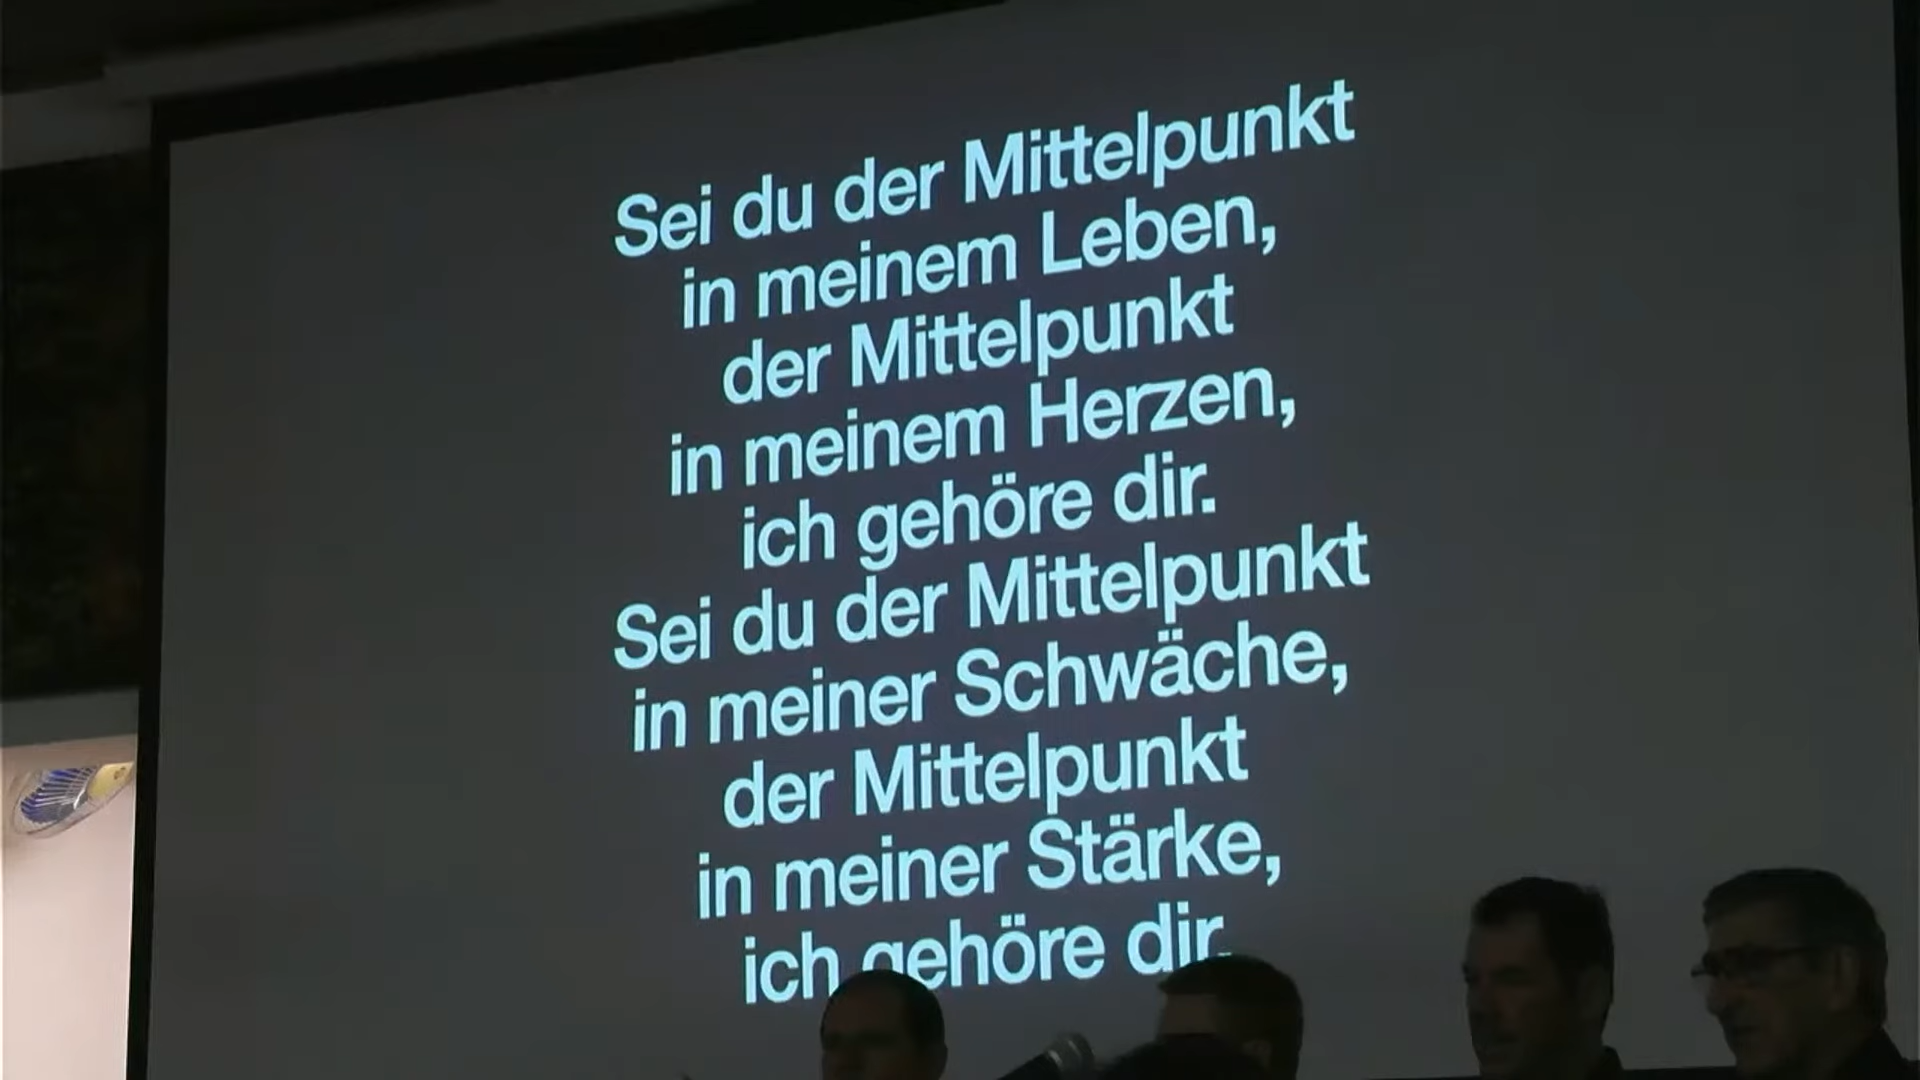 Sei du der Mittelpunkt
in meinem Leben,
der Mittelpunkt
in meinem Herzen,
ich gehöre dir.
Sei du der Mittelpunkt
in meiner Schwäche,
der Mittelpunkt
in meiner Stärke,
ich gehöre dir.